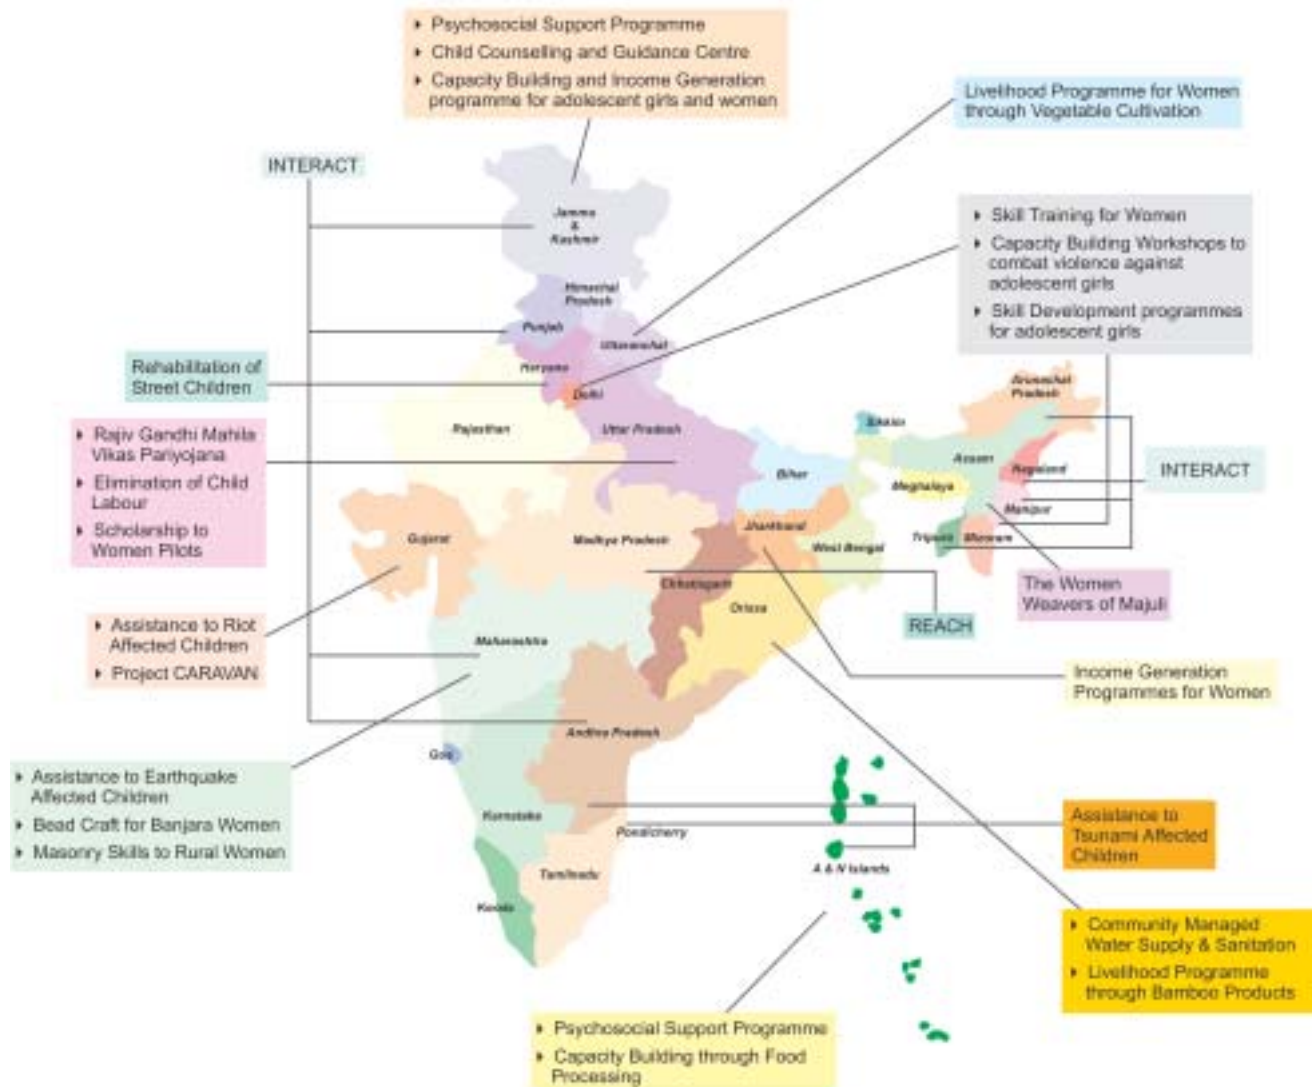 Psychosocial Support Programme
Child Counselling and Guidance Centre
Capacity Building and Income Generation
programme for adolescent girls and women
Livelihood Programme for Women
through Vegetable Cultivation
INTERACT
Skill Training for Women
Capacity Building Workshops to
combat violence against
adolescent girls
Skill Development programmes
for adolescent girls
Jammu
&
Kashmir
Himachal
Pradesh
Punjab
Uttaranchal
Rehabilitation of
Street Children
Haryana
Delhi
Arunachal
Pradesh
Rajiv Gandhi Mahila
Vikas Pariyojana
Elimination of Child
Labour
Scholarship to
Women Pilots
Rajasthan
Uttar Pradesh
Sikkim
Assam
Nagaland
INTERACT
Bihar
Meghalaya
Manipur
Gujarat
Madhya Pradesh
Jharkhand
West Bengal
Tripura
Mizoram
Chhatisgarh
The Women
Weavers of Majuli
Orissa
REACH
Assistance to Riot
Affected Children
Project CARAVAN
Maharashtra
Income Generation
Programmes for Women
Andhra Pradesh
Goa
Assistance to Earthquake
Affected Children
Bead Craft for Banjara Women
Masonry Skills to Rural Women
Karnataka
Pondicherry
Assistance to
Tsunami Affected
Children
A & N Islands
Tamilnadu
Kerala
Community Managed
Water Supply & Sanitation
Livelihood Programme
through Bamboo Products
Psychosocial Support Programme
Capacity Building through Food
Processing